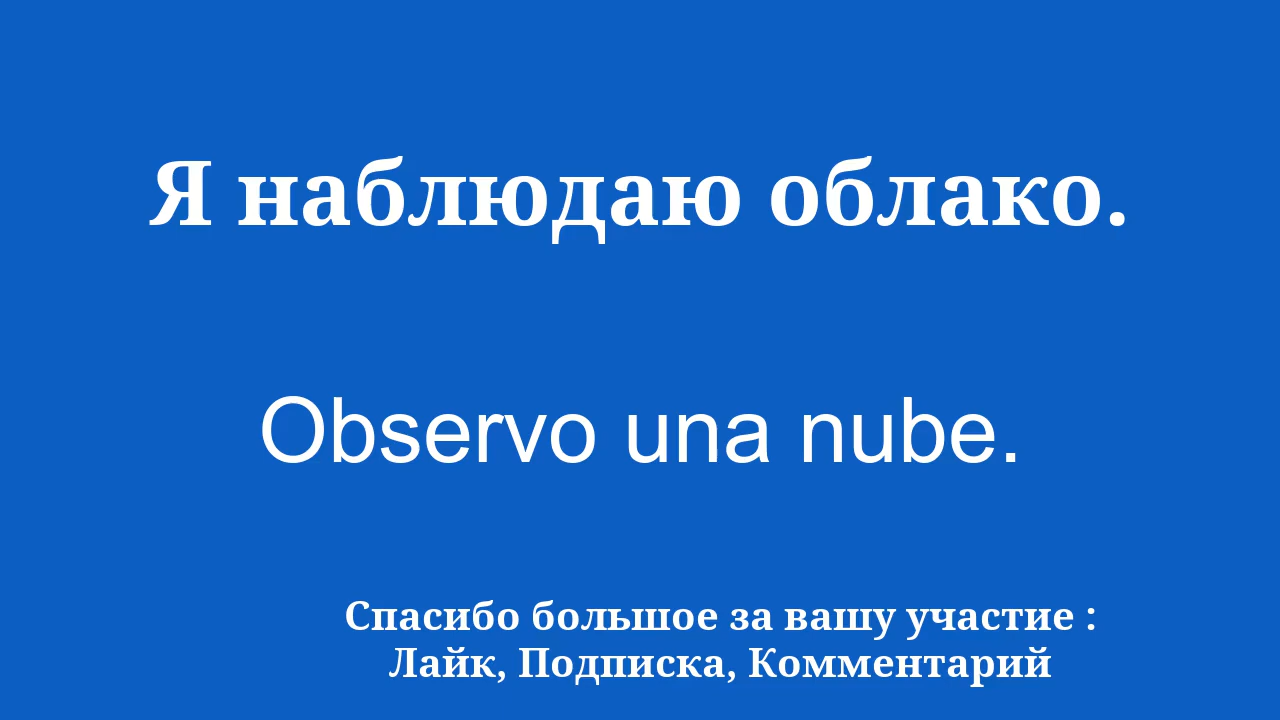 Я наблюдаю облако.
Observo una nube.
Спасибо большое за вашу участие :
Лайк, Подписка, Комментарий